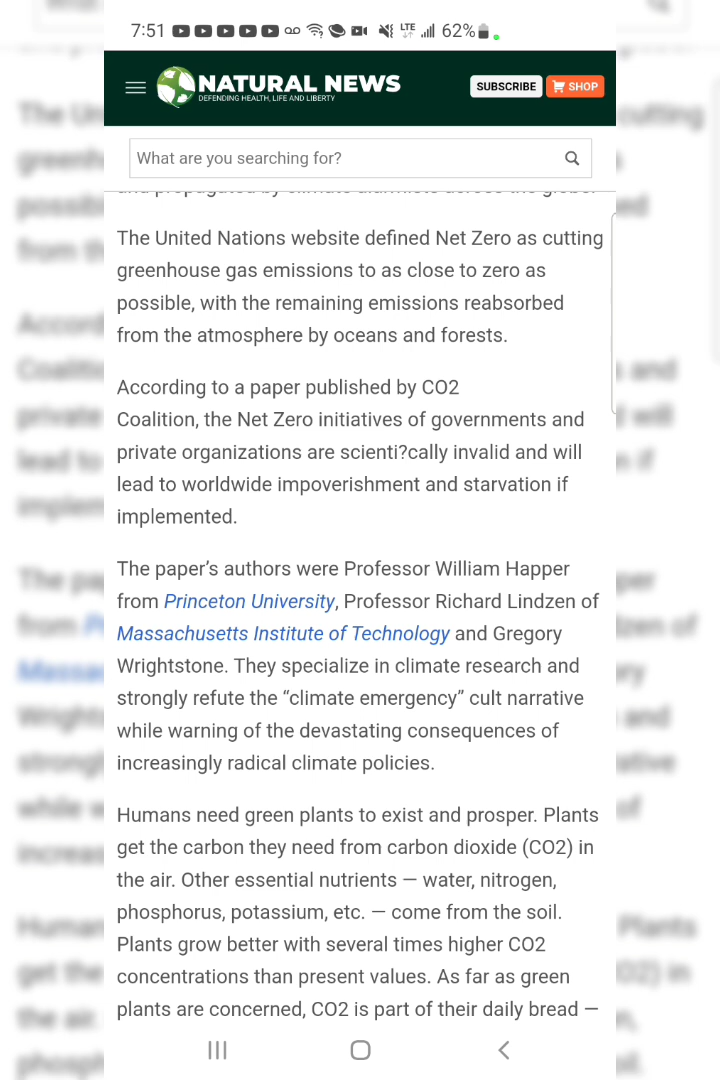 7:51 LTE 62%
NATURAL NEWS
DEFENDING HEALTH, LIFE AND LIBERTY
SUBSCRIBE SHOP
What are you searching for?
and propagated by climate alarmists across the globe.
The United Nations website defined Net Zero as cutting
greenhouse gas emissions to as close to zero as
possible, with the remaining emissions reabsorbed
from the atmosphere by oceans and forests.
According to a paper published by CO2
Coalition, the Net Zero initiatives of governments and
private organizations are scienti?cally invalid and will
lead to worldwide impoverishment and starvation if
implemented.
The paper’s authors were Professor William Happer
from Princeton University, Professor Richard Lindzen of
Massachusetts Institute of Technology and Gregory
Wrightstone. They specialize in climate research and
strongly refute the “climate emergency” cult narrative
while warning of the devastating consequences of
increasingly radical climate policies.
Humans need green plants to exist and prosper. Plants
get the carbon they need from carbon dioxide (CO2) in
the air. Other essential nutrients — water, nitrogen,
phosphorus, potassium, etc. — come from the soil.
Plants grow better with several times higher CO2
concentrations than present values. As far as green
plants are concerned, CO2 is part of their daily bread —